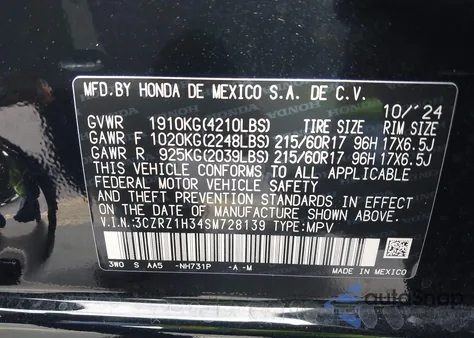 MFD.BY HONDA DE MEXICO S.A. DE C.V.
10/'24
GVWR 1910KG(4210LBS) TIRE SIZE RIM SIZE
GAWR F 1020KG(2248LBS) 215/60R17 96H 17X6.5J
GAWR R 925KG(2039LBS) 215/60R17 96H 17X6.5J
THIS VEHICLE CONFORMS TO ALL APPLICABLE
FEDERAL MOTOR VEHICLE SAFETY
AND THEFT PREVENTION STANDARDS IN EFFECT
ON THE DATE OF MANUFACTURE SHOWN ABOVE.
V.I.N.:3CZRZ1H34SM728139 TYPE:MPV
3WO S AA5 -NH731P -A-M
MADE IN MEXICO
autoSnap